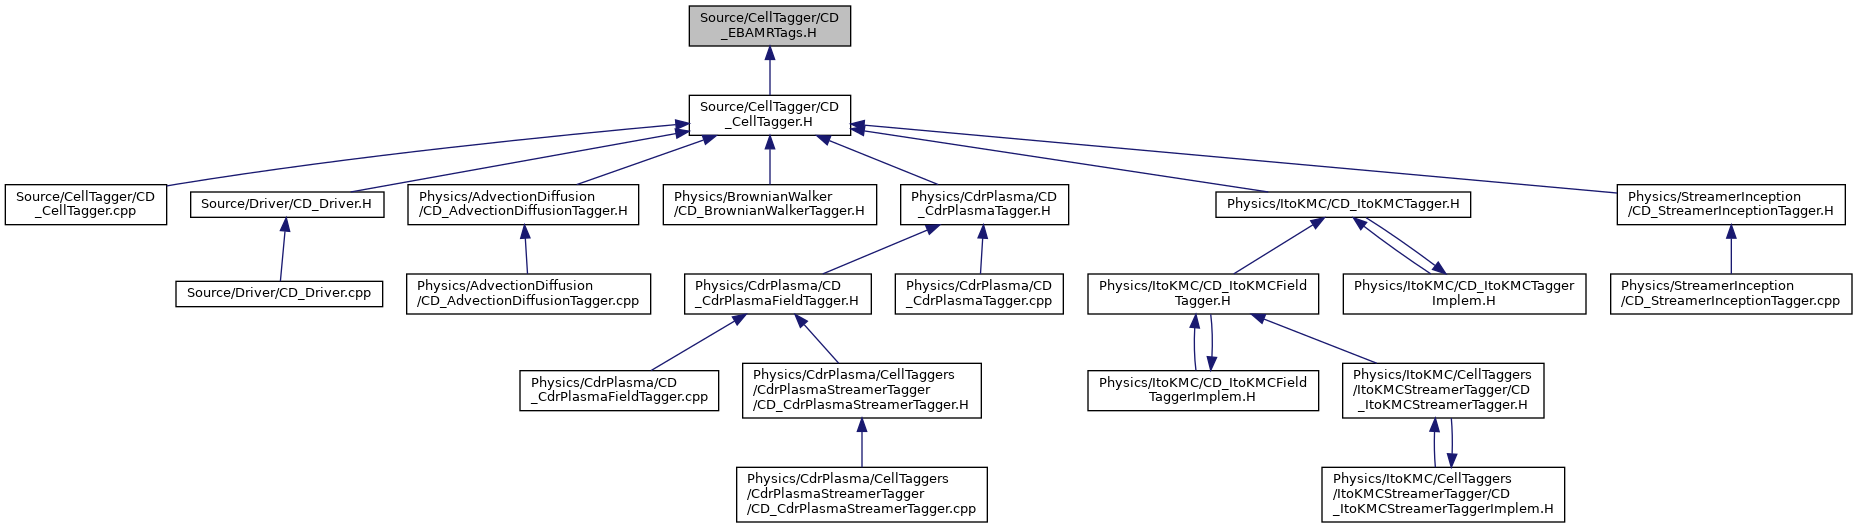 Source/CellTagger/CD
_EBAMRTags.H
Source/CellTagger/CD
_CellTagger.H
Source/CellTagger/CD
_CellTagger.cpp
Source/Driver/CD_Driver.H
Physics/AdvectionDiffusion
/CD_AdvectionDiffusionTagger.H
Physics/BrownianWalker
/CD_BrownianWalkerTagger.H
Physics/CdrPlasma/CD
_CdrPlasmaTagger.H
Physics/ItoKMC/CD_ItoKMCTagger.H
Physics/StreamerInception
/CD_StreamerInceptionTagger.H
Source/Driver/CD_Driver.cpp
Physics/AdvectionDiffusion
/CD_AdvectionDiffusionTagger.cpp
Physics/CdrPlasma/CD
_CdrPlasmaFieldTagger.H
Physics/CdrPlasma/CD
_CdrPlasmaTagger.cpp
Physics/ItoKMC/CD_ItoKMCField
Tagger.H
Physics/ItoKMC/CD_ItoKMCTagger
Implem.H
Physics/StreamerInception
/CD_StreamerInceptionTagger.cpp
Physics/CdrPlasma/CD
_CdrPlasmaFieldTagger.cpp
Physics/CdrPlasma/CellTaggers
/CdrPlasmaStreamerTagger
/CD_CdrPlasmaStreamerTagger.H
Physics/ItoKMC/CD_ItoKMCField
TaggerImplem.H
Physics/ItoKMC/CellTaggers
/ItoKMCStreamerTagger/CD
_ItoKMCStreamerTagger.H
Physics/CdrPlasma/CellTaggers
/CdrPlasmaStreamerTagger
/CD_CdrPlasmaStreamerTagger.cpp
Physics/ItoKMC/CellTaggers
/ItoKMCStreamerTagger/CD
_ItoKMCStreamerTaggerImplem.H